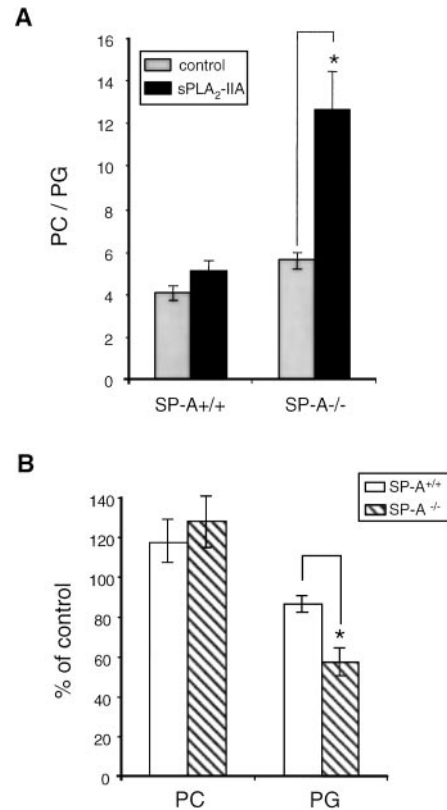 A
16
14
12
10
8
6
4
2
0
PC / PG
control
sPLA₂-IIA
*
SP-A+/+
SP-A-/-
B
140
120
100
80
60
40
20
0
% of control
SP-A⁺/⁺
SP-A ⁻/⁻
*
PC
PG